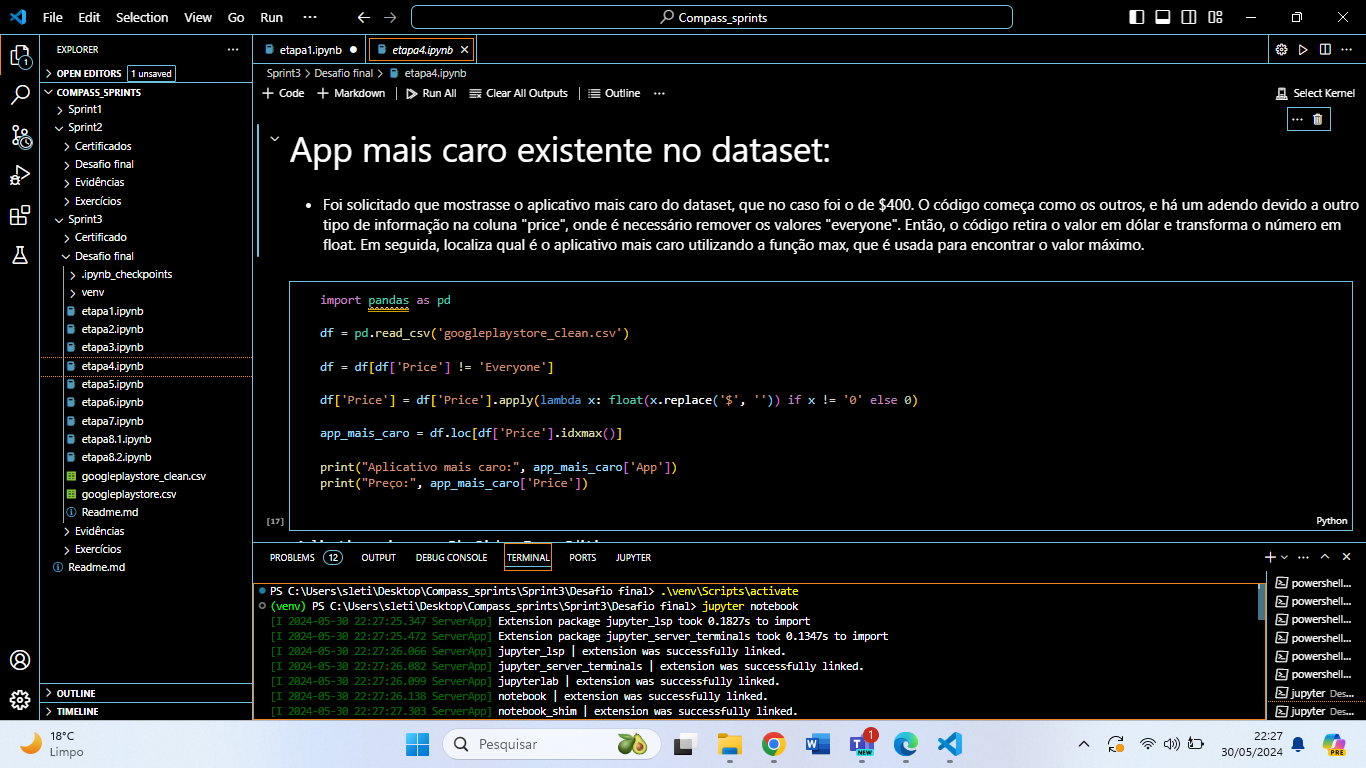 File Edit Selection View Go Run ··· Compass_sprints
EXPLORER ···
OPEN EDITORS 1 unsaved
COMPASS_SPRINTS
Sprint1
Sprint2
Certificados
Desafio final
Evidências
Exercícios
Sprint3
Certificado
Desafio final
.ipynb_checkpoints
venv
etapa1.ipynb
etapa2.ipynb
etapa3.ipynb
etapa4.ipynb
etapa5.ipynb
etapa6.ipynb
etapa7.ipynb
etapa8.1.ipynb
etapa8.2.ipynb
googleplaystore_clean.csv
googleplaystore.csv
Readme.md
Evidências
Exercícios
Readme.md
OUTLINE
TIMELINE
etapa1.ipynb etapa4.ipynb
Sprint3 > Desafio final > etapa4.ipynb
+ Code + Markdown Run All Clear All Outputs Outline ··· Select Kernel
App mais caro existente no dataset:
• Foi solicitado que mostrasse o aplicativo mais caro do dataset, que no caso foi o de $400. O código começa como os outros, e há um adendo devido a outro
tipo de informação na coluna "price", onde é necessário remover os valores "everyone". Então, o código retira o valor em dólar e transforma o número em
float. Em seguida, localiza qual é o aplicativo mais caro utilizando a função max, que é usada para encontrar o valor máximo.
import pandas as pd
df = pd.read_csv('googleplaystore_clean.csv')
df = df[df['Price'] != 'Everyone']
df['Price'] = df['Price'].apply(lambda x: float(x.replace('$', '')) if x != '0' else 0)
app_mais_caro = df.loc[df['Price'].idxmax()]
print("Aplicativo mais caro:", app_mais_caro['App'])
print("Preço:", app_mais_caro['Price'])
[17] Python
PROBLEMS 12 OUTPUT DEBUG CONSOLE TERMINAL PORTS JUPYTER
PS C:\Users\sleti\Desktop\Compass_sprints\Sprint3\Desafio final> .\venv\Scripts\activate
(venv) PS C:\Users\sleti\Desktop\Compass_sprints\Sprint3\Desafio final> jupyter notebook
[I 2024-05-30 22:27:25.347 ServerApp] Extension package jupyter_lsp took 0.1827s to import
[I 2024-05-30 22:27:25.472 ServerApp] Extension package jupyter_server_terminals took 0.1347s to import
[I 2024-05-30 22:27:26.066 ServerApp] jupyter_lsp | extension was successfully linked.
[I 2024-05-30 22:27:26.082 ServerApp] jupyter_server_terminals | extension was successfully linked.
[I 2024-05-30 22:27:26.099 ServerApp] jupyterlab | extension was successfully linked.
[I 2024-05-30 22:27:26.138 ServerApp] notebook | extension was successfully linked.
[I 2024-05-30 22:27:27.303 ServerApp] notebook_shim | extension was successfully linked.
powershell...
powershell...
powershell...
powershell...
powershell...
powershell...
jupyter Des...
jupyter Des...
18°C
Limpo
Pesquisar
22:27
30/05/2024